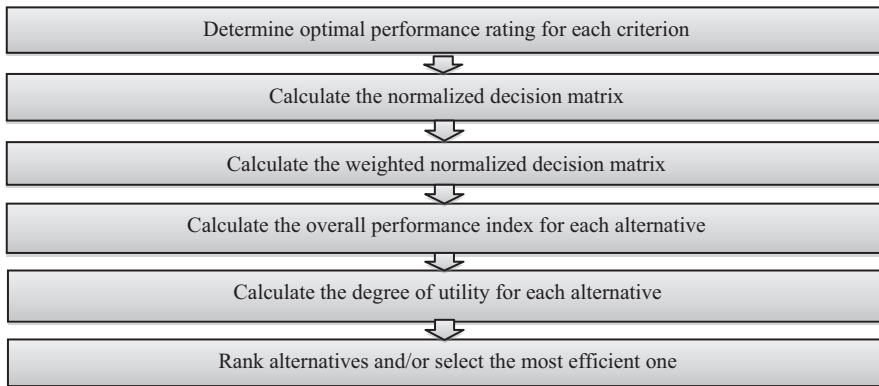 Determine optimal performance rating for each criterion
Calculate the normalized decision matrix
Calculate the weighted normalized decision matrix
Calculate the overall performance index for each alternative
Calculate the degree of utility for each alternative
Rank alternatives and/or select the most efficient one